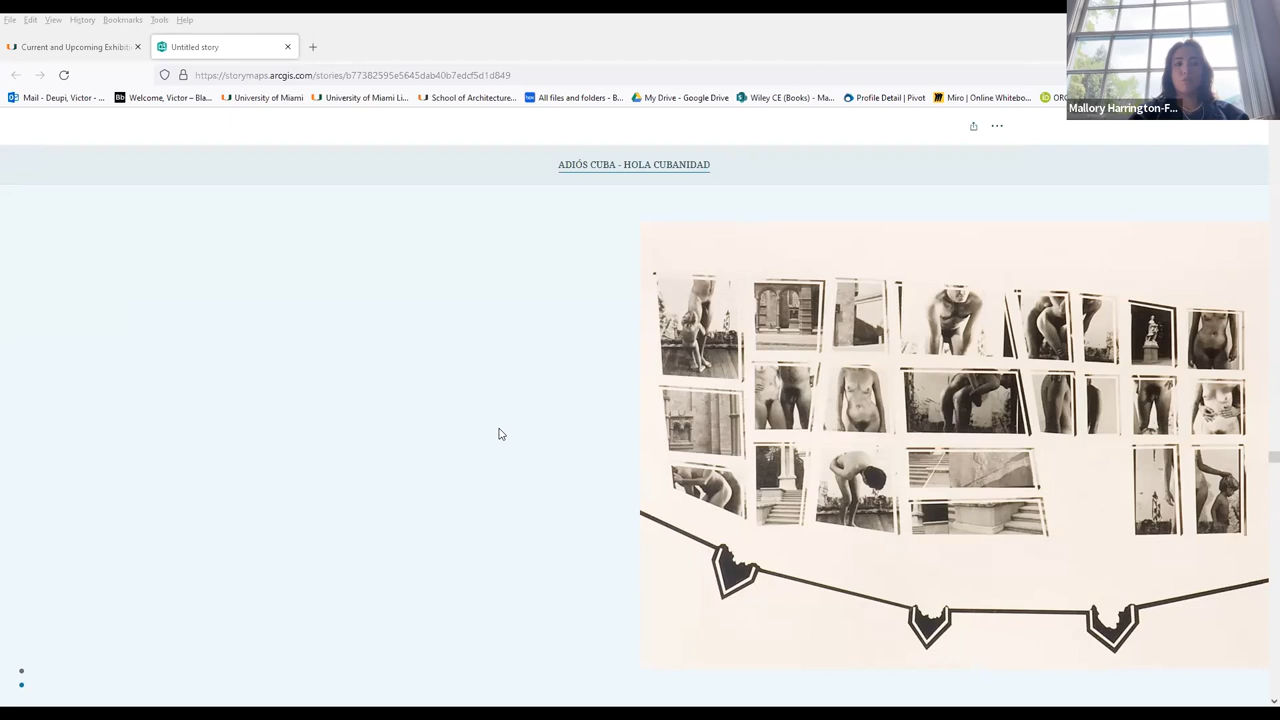 File Edit View History Bookmarks Tools Help
Current and Upcoming Exhibit
Untitled story
https://storymaps.arcgis.com/stories/b77382595e5645dab40b7edcf5d1d849
Mail - Deupi, Victor - ...
Welcome, Victor – Bla...
University of Miami
University of Miami Li...
School of Architecture...
All files and folders - B...
My Drive - Google Drive
Wiley CE (Books) - Ma...
Profile Detail | Pivot
Miro | Online Whitebo...
Mallory Harrington-F...
ADIÓS CUBA - HOLA CUBANIDAD